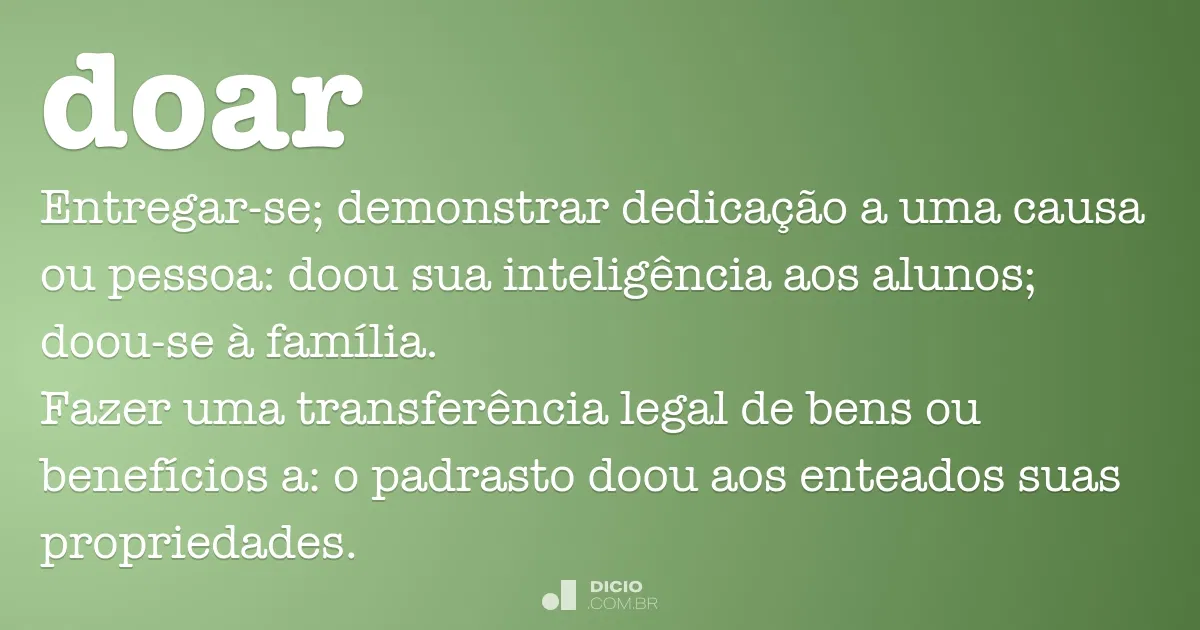 doar
Entregar-se; demonstrar dedicação a uma causa
ou pessoa: doou sua inteligência aos alunos;
doou-se à família.
Fazer uma transferência legal de bens ou
benefícios a: o padrasto doou aos enteados suas
propriedades.
DICIO
.COM.BR